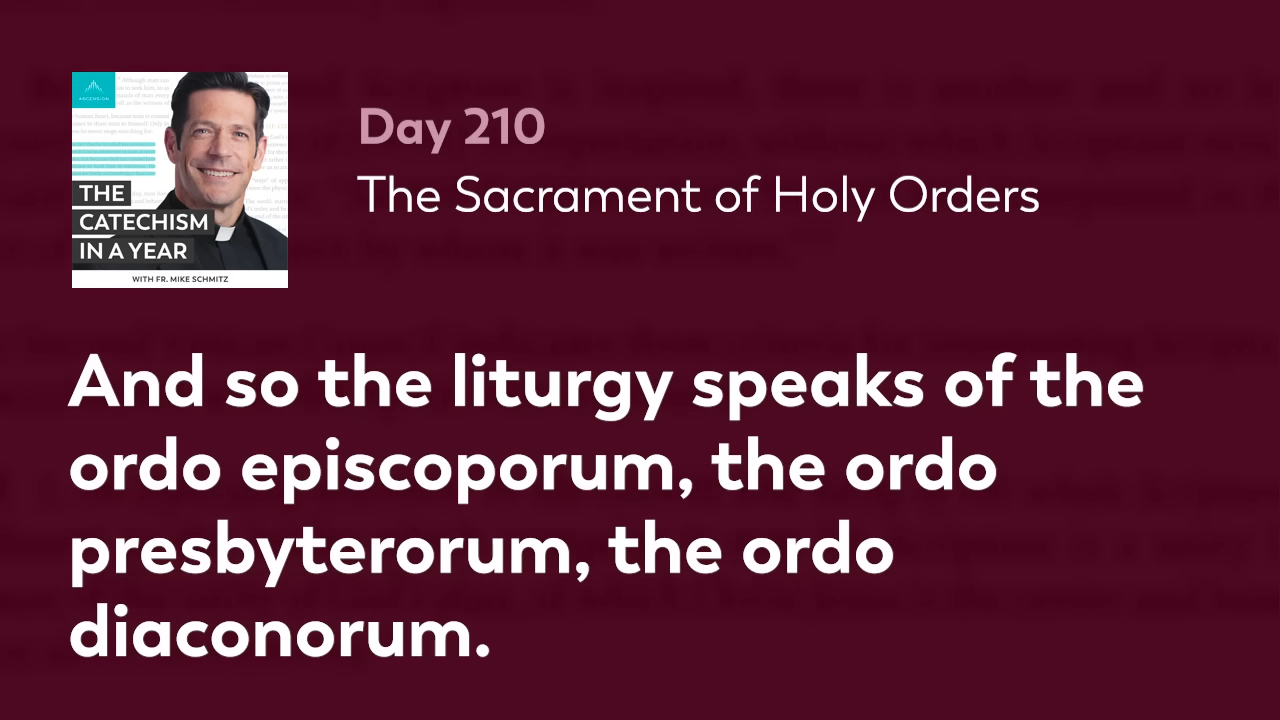 ASCENSION
THE
CATECHISM
IN A YEAR
WITH FR. MIKE SCHMITZ
Day 210
The Sacrament of Holy Orders
And so the liturgy speaks of the
ordo episcoporum, the ordo
presbyterorum, the ordo
diaconorum.